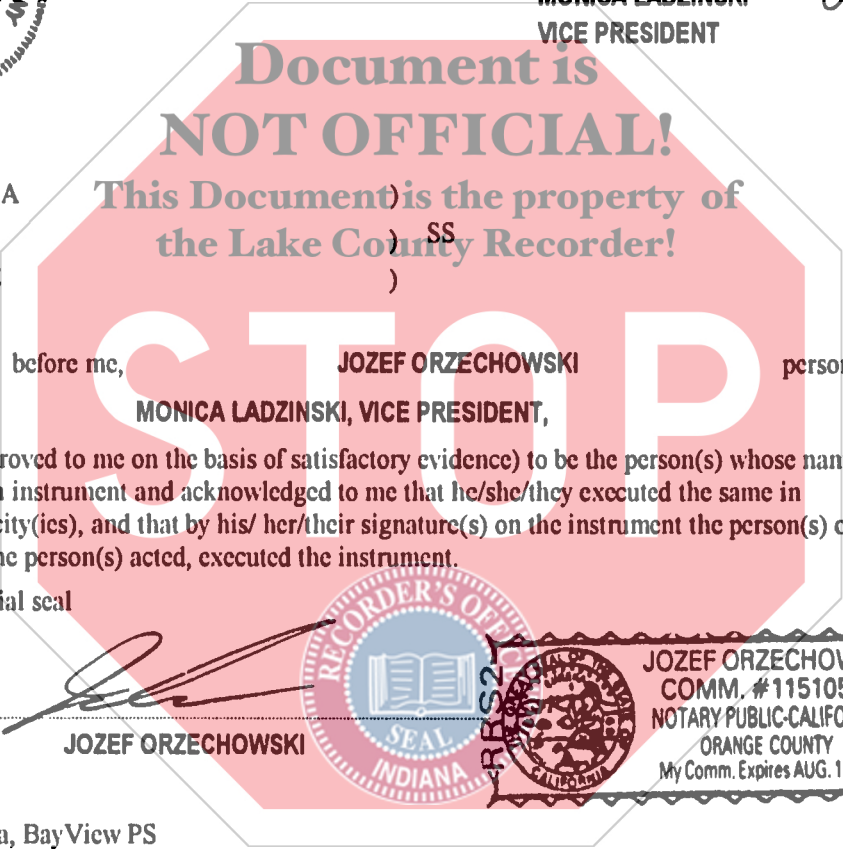 VICE PRESIDENT
Document is
NOT OFFICIAL!
This Document is the property of
the Lake County Recorder!
A )
) SS
)
STOP
before me, JOZEF ORZECHOWSKI person
MONICA LADZINSKI, VICE PRESIDENT,
roved to me on the basis of satisfactory evidence) to be the person(s) whose nam
instrument and acknowledged to me that he/she/they executed the same in
city(ies), and that by his/ her/their signature(s) on the instrument the person(s) o
he person(s) acted, executed the instrument.
ial seal
JOZEF ORZECHOWSKI
RECORDER'S OFFICE
SEAL
INDIANA
RRS2
JOZEF ORZECHOW
COMM. #115105
NOTARY PUBLIC-CALIFO
ORANGE COUNTY
My Comm. Expires AUG. 1
CALIFORNIA
a, BayView PS